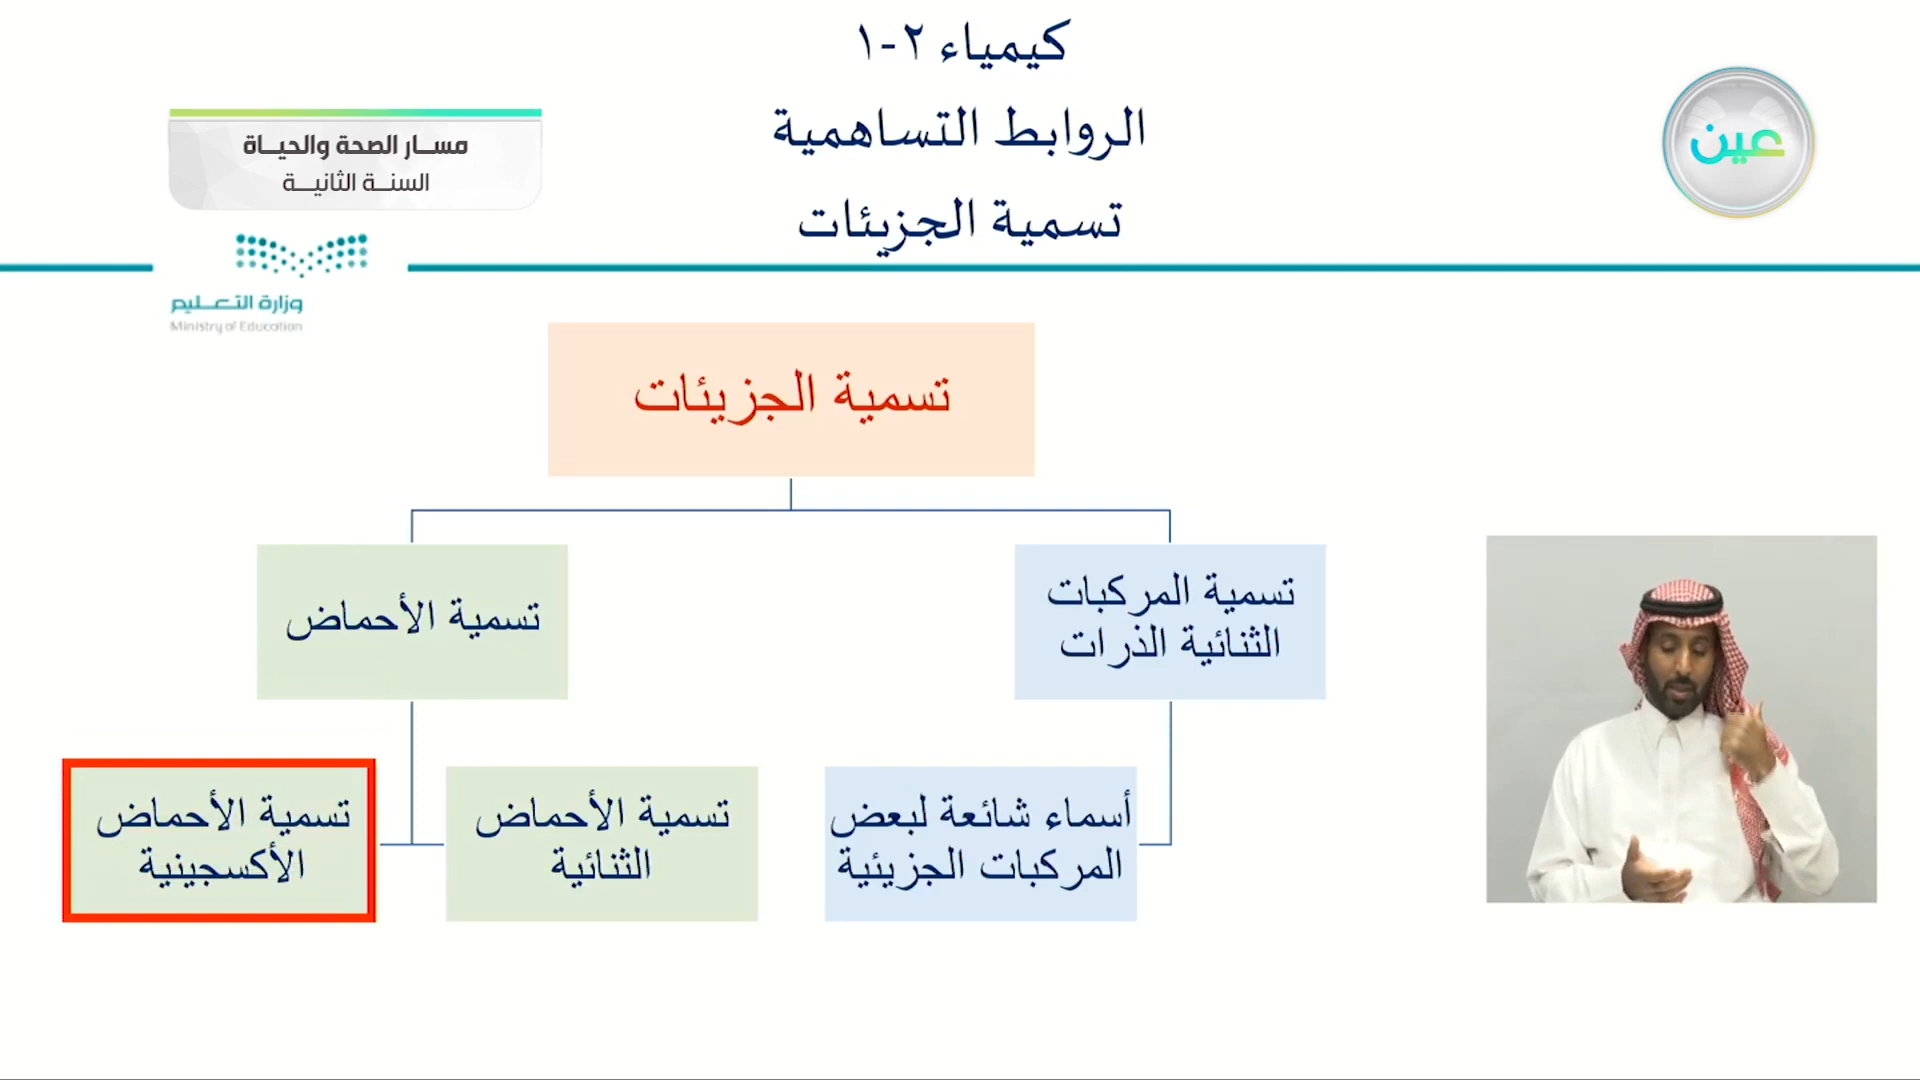 كيمياء ٢-١
الروابط التساهمية
تسمية الجزيئات
عين
مسار الصحة والحياة
السنة الثانية
وزارة التعليم
Ministry of Education
تسمية الجزيئات
تسمية المركبات
الثنائية الذرات
تسمية الأحماض
أسماء شائعة لبعض
المركبات الجزيئية
تسمية الأحماض
الثنائية
تسمية الأحماض
الأكسجينية